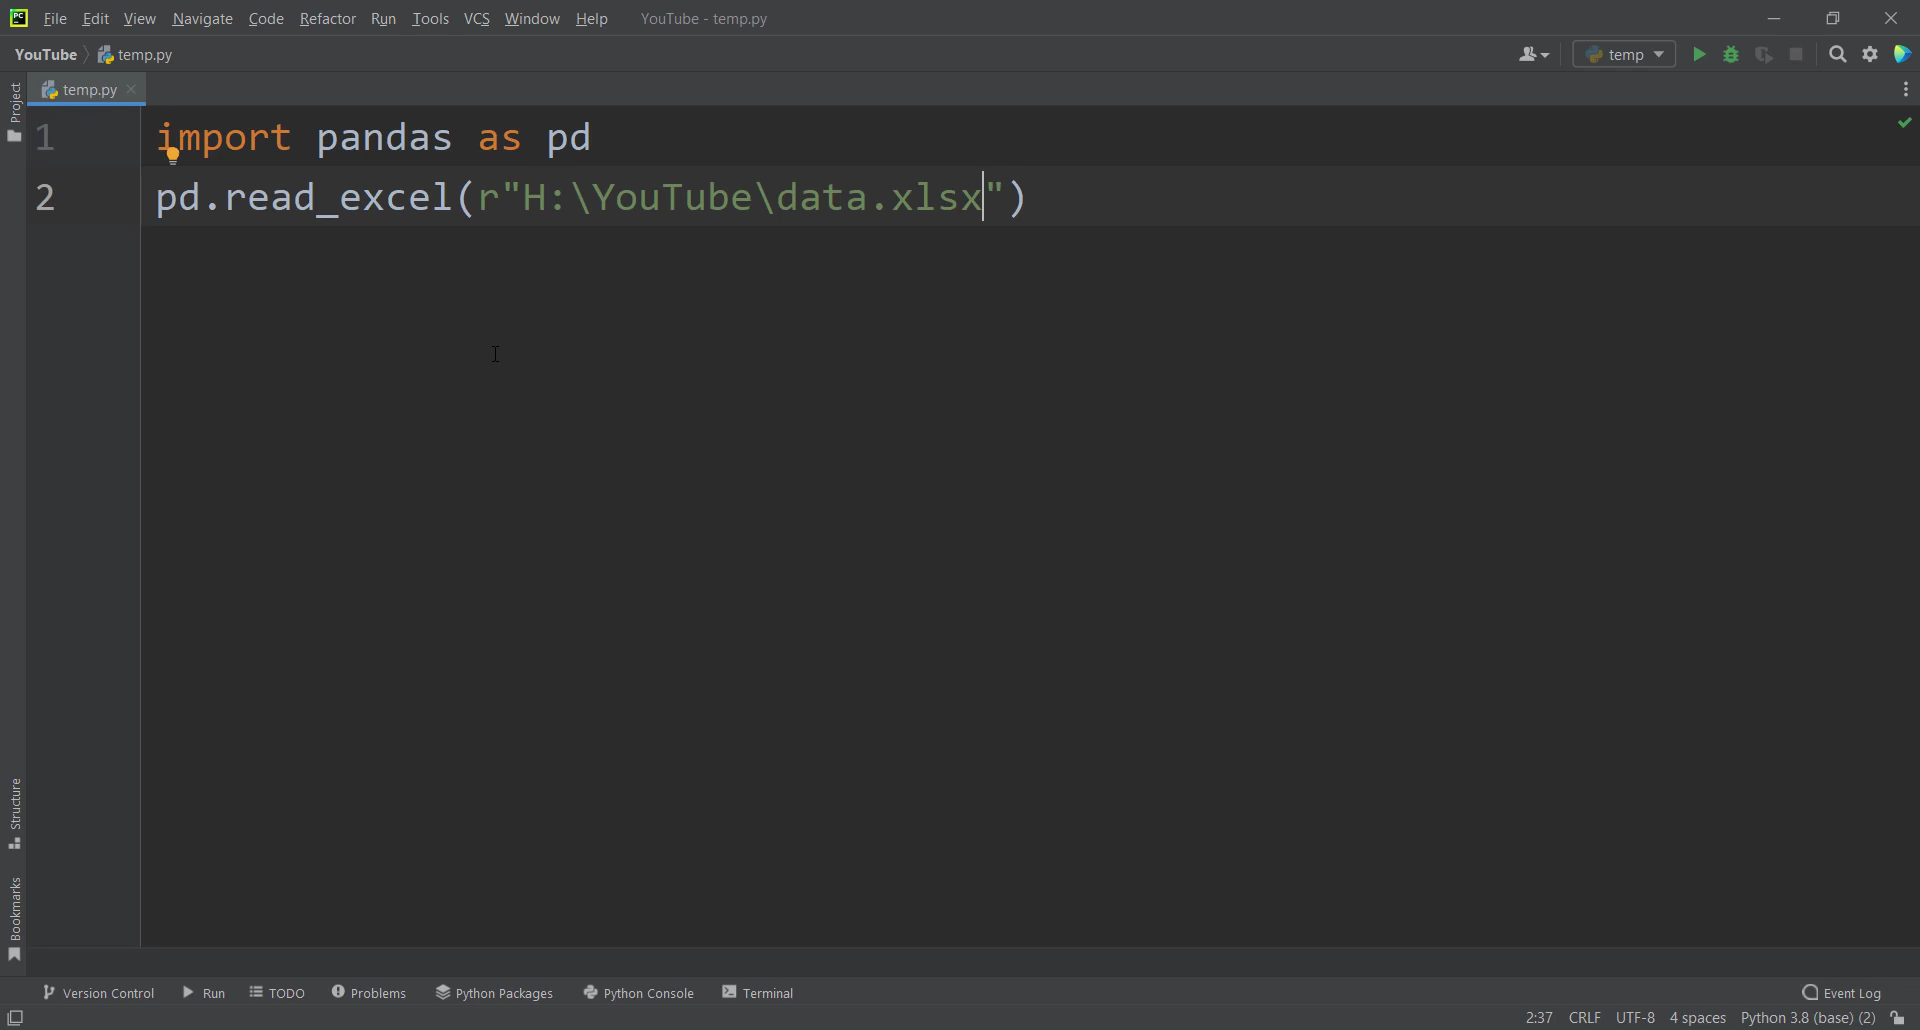 PC File Edit View Navigate Code Refactor Run Tools VCS Window Help YouTube - temp.py
YouTube temp.py temp
Project temp.py
1 import pandas as pd
2 pd.read_excel(r"H:\YouTube\data.xlsx")
Structure
Bookmarks
Version Control Run TODO Problems Python Packages Python Console Terminal Event Log
2:37 CRLF UTF-8 4 spaces Python 3.8 (base) (2)